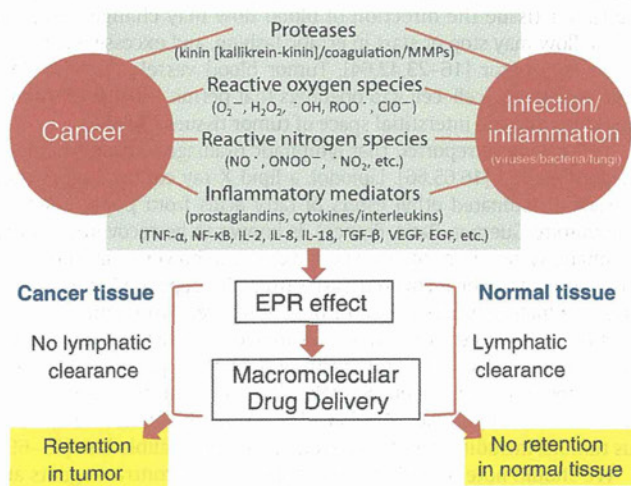 Proteases
(kinin [kallikrein-kinin]/coagulation/MMPs)
Reactive oxygen species
(O₂⁻, H₂O₂, ˙OH, ROO˙, ClO⁻)
Cancer
Infection/
inflammation
(viruses/bacteria/fungi)
Reactive nitrogen species
(NO˙, ONOO⁻, ˙NO₂, etc.)
Inflammatory mediators
(prostaglandins, cytokines/interleukins)
(TNF-α, NF-κB, IL-2, IL-8, IL-18, TGF-β, VEGF, EGF, etc.)
Cancer tissue
EPR effect
Normal tissue
No lymphatic
clearance
Lymphatic
clearance
Macromolecular
Drug Delivery
Retention
in tumor
No retention
in normal tissue